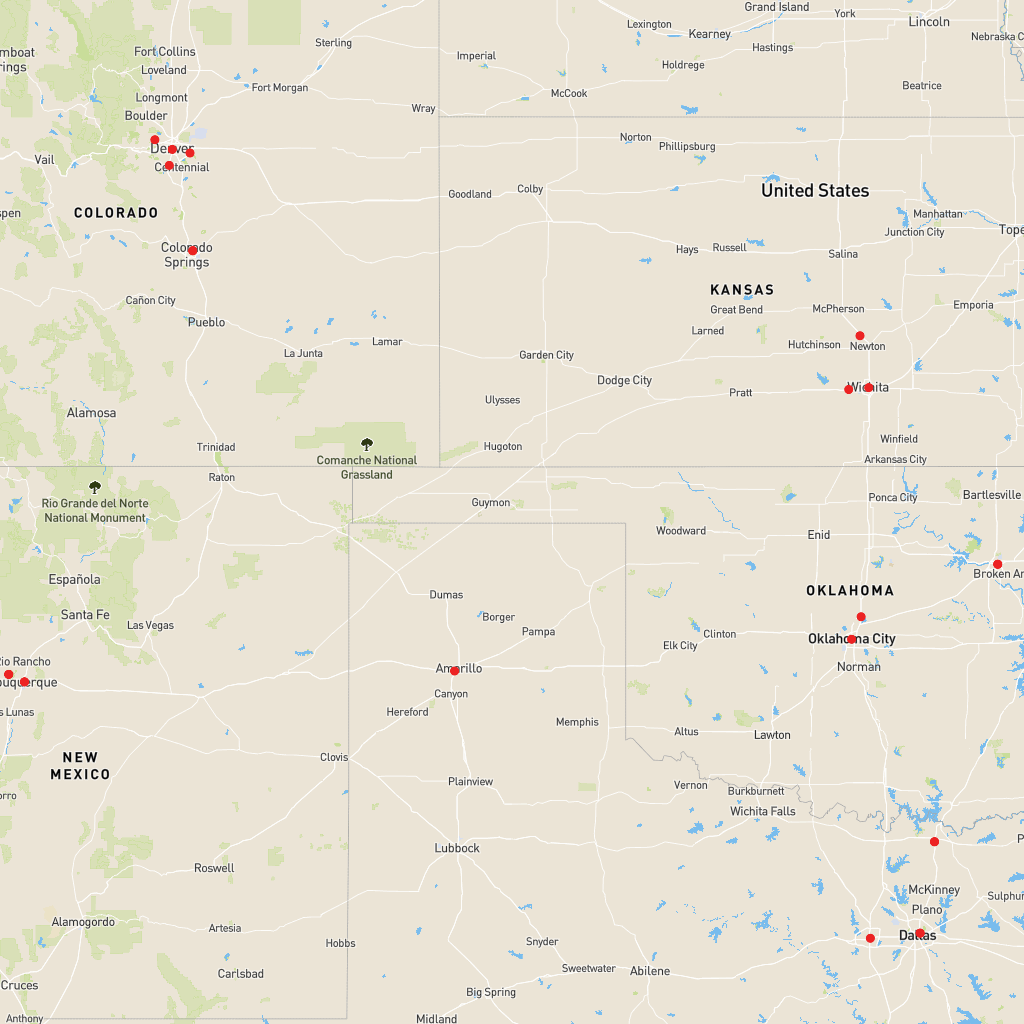 Grand Island
York
Lincoln
Lexington
Kearney
Nebraska C
Sterling
Hastings
Fort Collins
mboat
rings
Imperial
Holdrege
Loveland
Fort Morgan
Beatrice
McCook
Longmont
Wray
Boulder
Norton
Phillipsburg
Denver
Vail
Centennial
Goodland
Colby
United States
COLORADO
spen
Manhattan
Junction City
Tope
Colorado
Springs
Hays
Russell
Salina
KANSAS
Cañon City
Great Bend
McPherson
Emporia
Pueblo
Larned
La Junta
Lamar
Hutchinson
Newton
Garden City
Dodge City
Wichita
Pratt
Ulysses
Alamosa
Trinidad
Hugoton
Winfield
Comanche National
Grassland
Arkansas City
Raton
Rio Grande del Norte
National Monument
Guymon
Ponca City
Bartlesville
Woodward
Enid
Española
Broken Ar
OKLAHOMA
Dumas
Santa Fe
Las Vegas
Borger
Pampa
Clinton
Oklahoma City
Elk City
Rio Rancho
Amarillo
Norman
buquerque
Canyon
s Lunas
Hereford
Memphis
Altus
Lawton
NEW
MEXICO
Clovis
orro
Plainview
Vernon
Burkburnett
Wichita Falls
Lubbock
P
Roswell
McKinney
Sulphur
Plano
Alamogordo
Artesia
Dallas
Hobbs
Snyder
Carlsbad
Sweetwater
Abilene
Cruces
Big Spring
Anthony
Midland